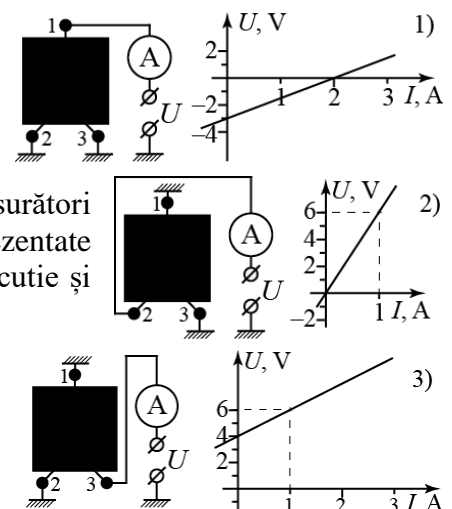 1 A U 2 3
U, V 1)
2
1 2 3 I, A
−2
−4
surători
zentate
cutie și
1 A U 2 3
U, V 2)
6
4
2
1 I, A
−2
1 A U 2 3
U, V 3)
6
4
2
1 2 3 I, A